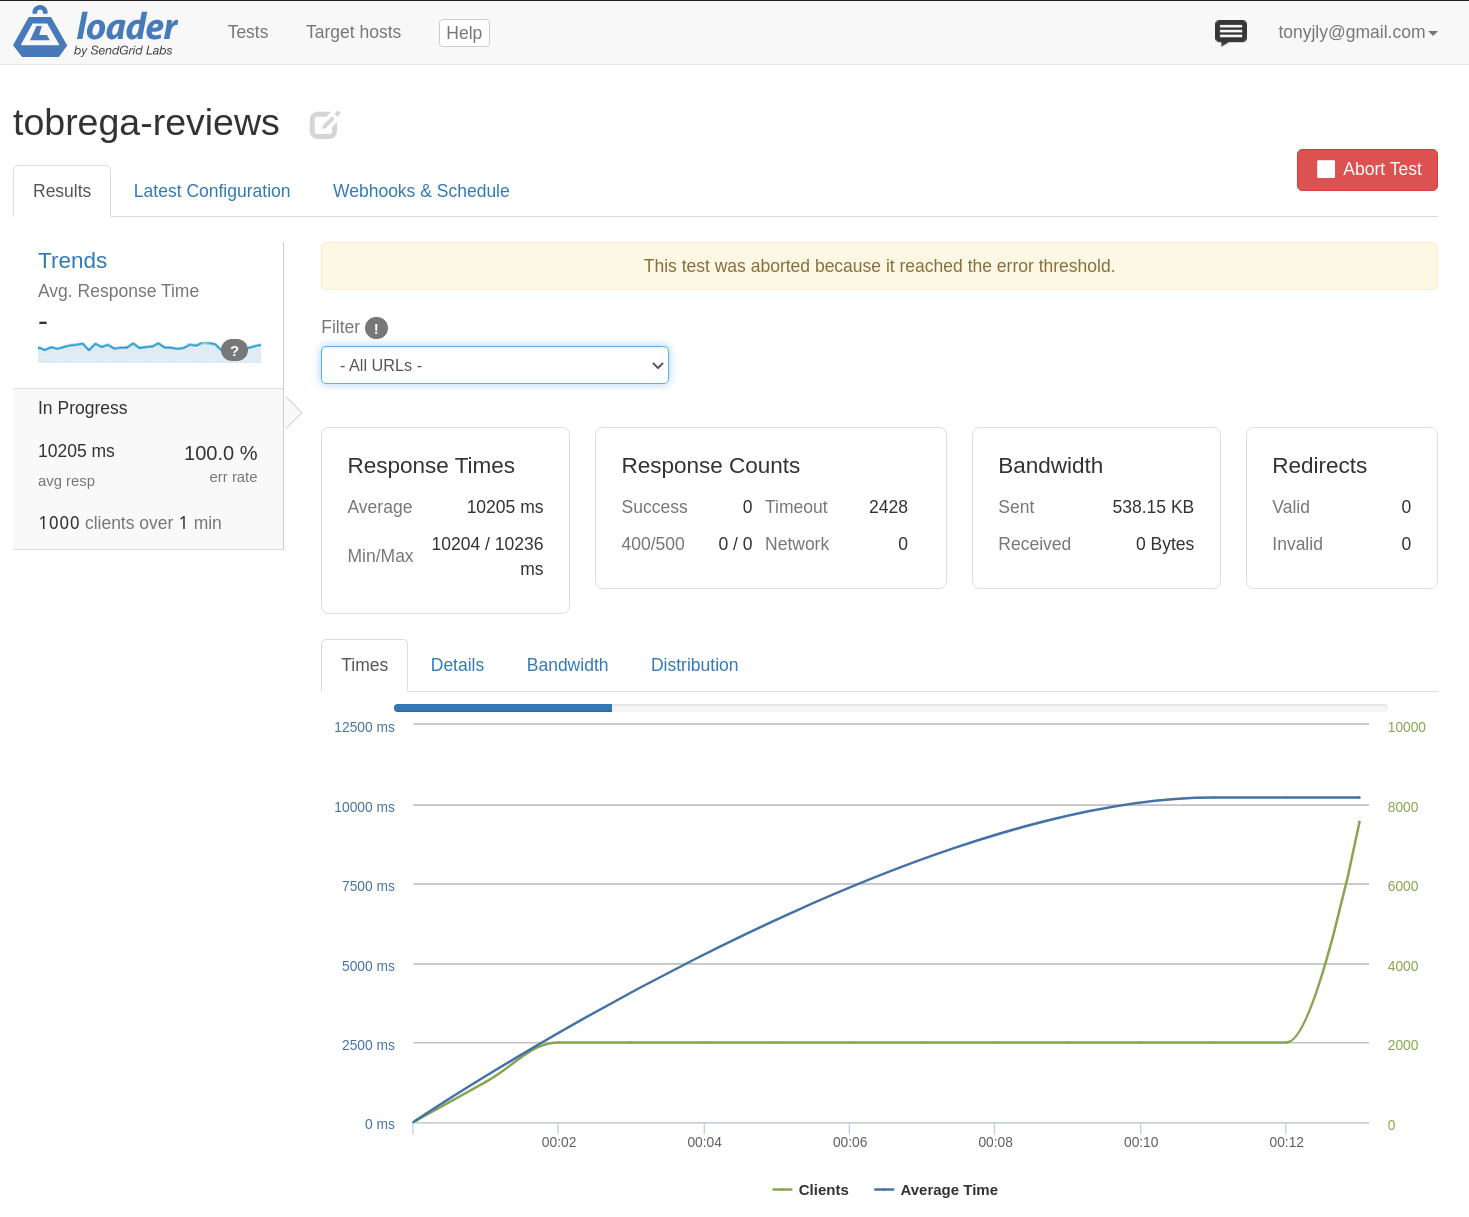 loader
by SendGrid Labs
Tests Target hosts Help tonyjly@gmail.com
tobrega-reviews
Abort Test
Results Latest Configuration Webhooks & Schedule
Trends
Avg. Response Time
-
?
In Progress
10205 ms 100.0 %
avg resp err rate
1000 clients over 1 min
This test was aborted because it reached the error threshold.
Filter !
- All URLs -
Response Times
Average 10205 ms
Min/Max 10204 / 10236
ms
Response Counts
Success 0 Timeout 2428
400/500 0 / 0 Network 0
Bandwidth
Sent 538.15 KB
Received 0 Bytes
Redirects
Valid 0
Invalid 0
Times Details Bandwidth Distribution
12500 ms 10000
10000 ms 8000
7500 ms 6000
5000 ms 4000
2500 ms 2000
0 ms 0
00:02 00:04 00:06 00:08 00:10 00:12
Clients Average Time